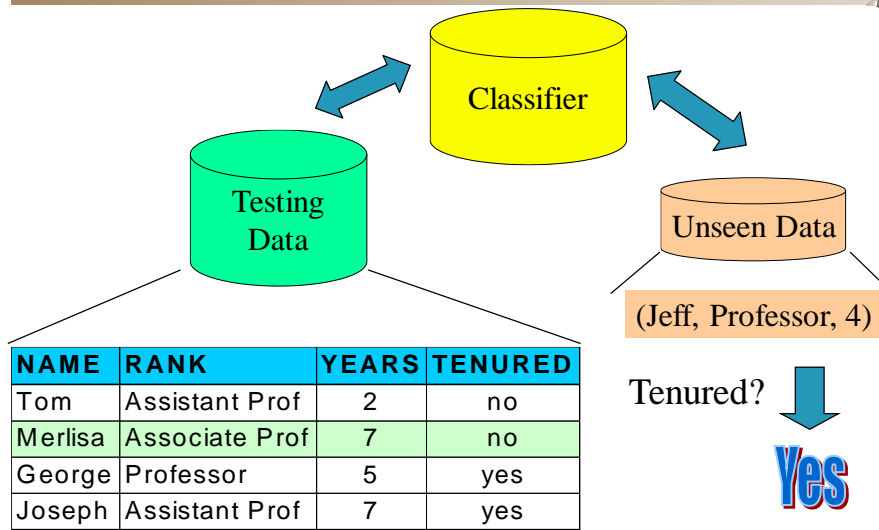 Classifier
Testing
Data
Unseen Data
(Jeff, Professor, 4)
NAME RANK YEARS TENURED
Tom Assistant Prof 2 no
Merlisa Associate Prof 7 no
George Professor 5 yes
Joseph Assistant Prof 7 yes
Tenured?
Yes